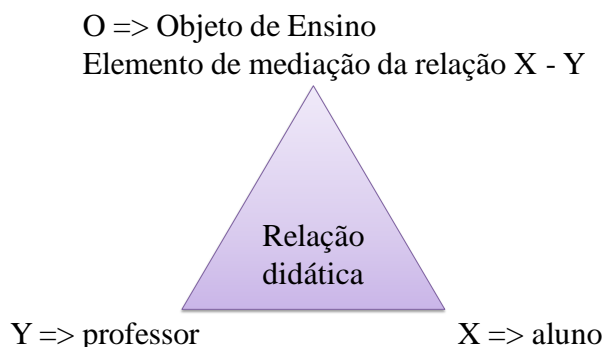 O => Objeto de Ensino
Elemento de mediação da relação X - Y
Relação
didática
Y => professor
X => aluno